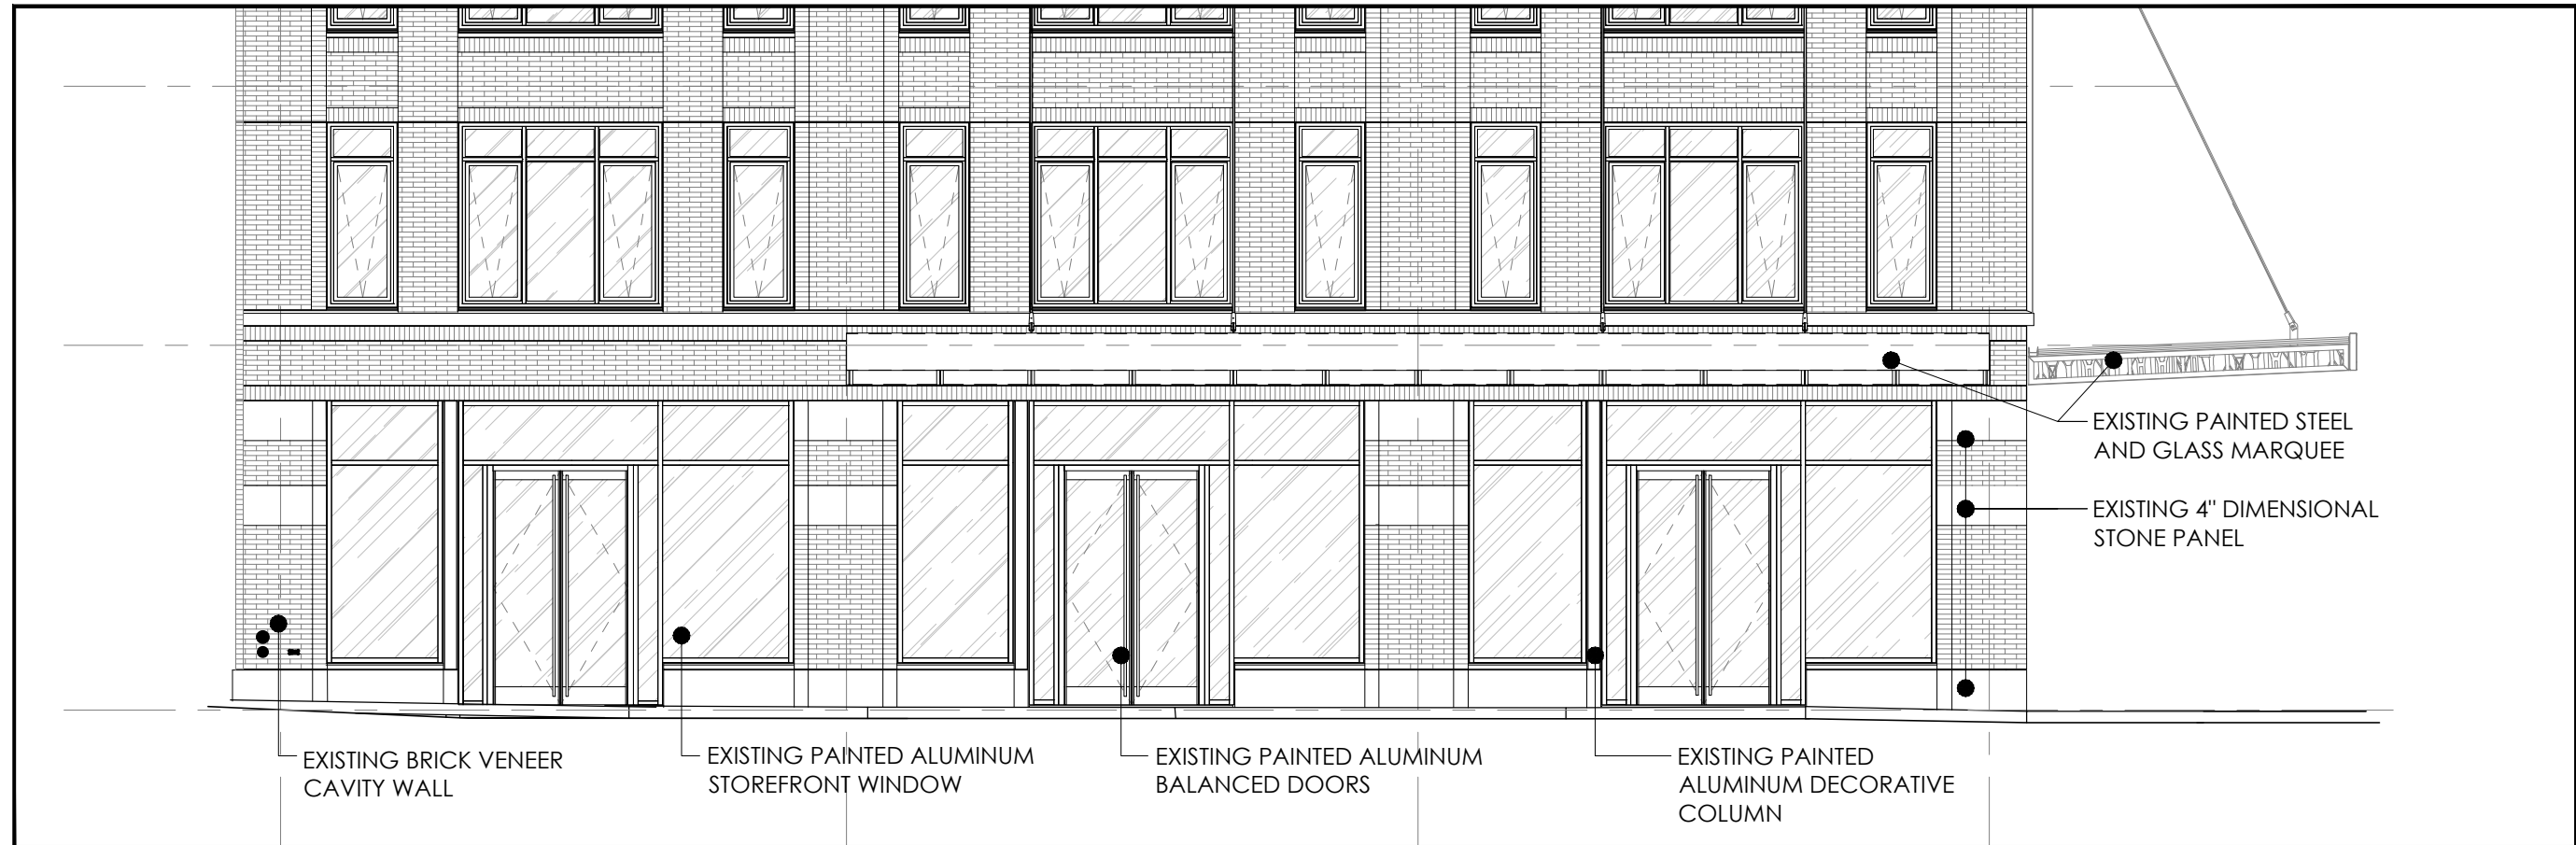 EXISTING PAINTED STEEL
AND GLASS MARQUEE
EXISTING 4" DIMENSIONAL
STONE PANEL
EXISTING BRICK VENEER
CAVITY WALL
EXISTING PAINTED ALUMINUM
STOREFRONT WINDOW
EXISTING PAINTED ALUMINUM
BALANCED DOORS
EXISTING PAINTED
ALUMINUM DECORATIVE
COLUMN